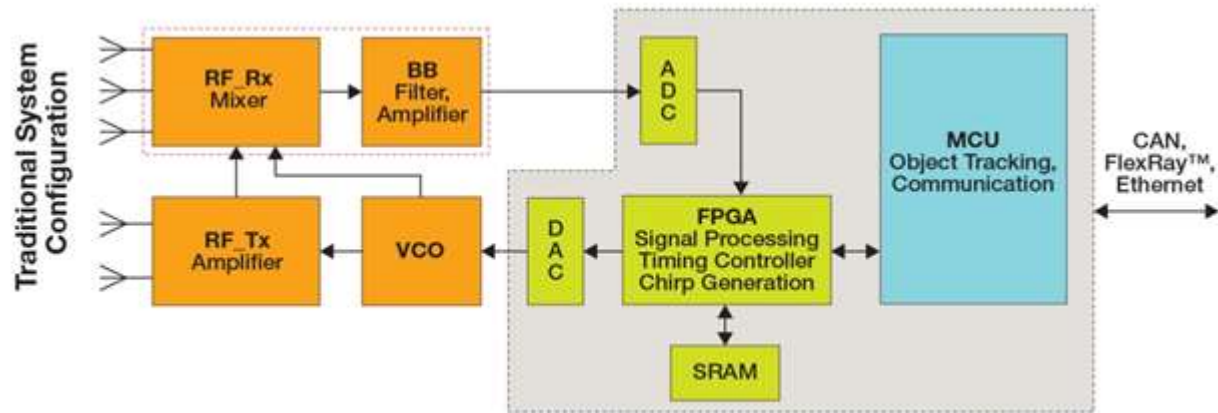 Traditional System
Configuration
RF_Rx
Mixer
BB
Filter,
Amplifier
A
D
C
MCU
Object Tracking,
Communication
CAN,
FlexRay™,
Ethernet
RF_Tx
Amplifier
VCO
D
A
C
FPGA
Signal Processing
Timing Controller
Chirp Generation
SRAM